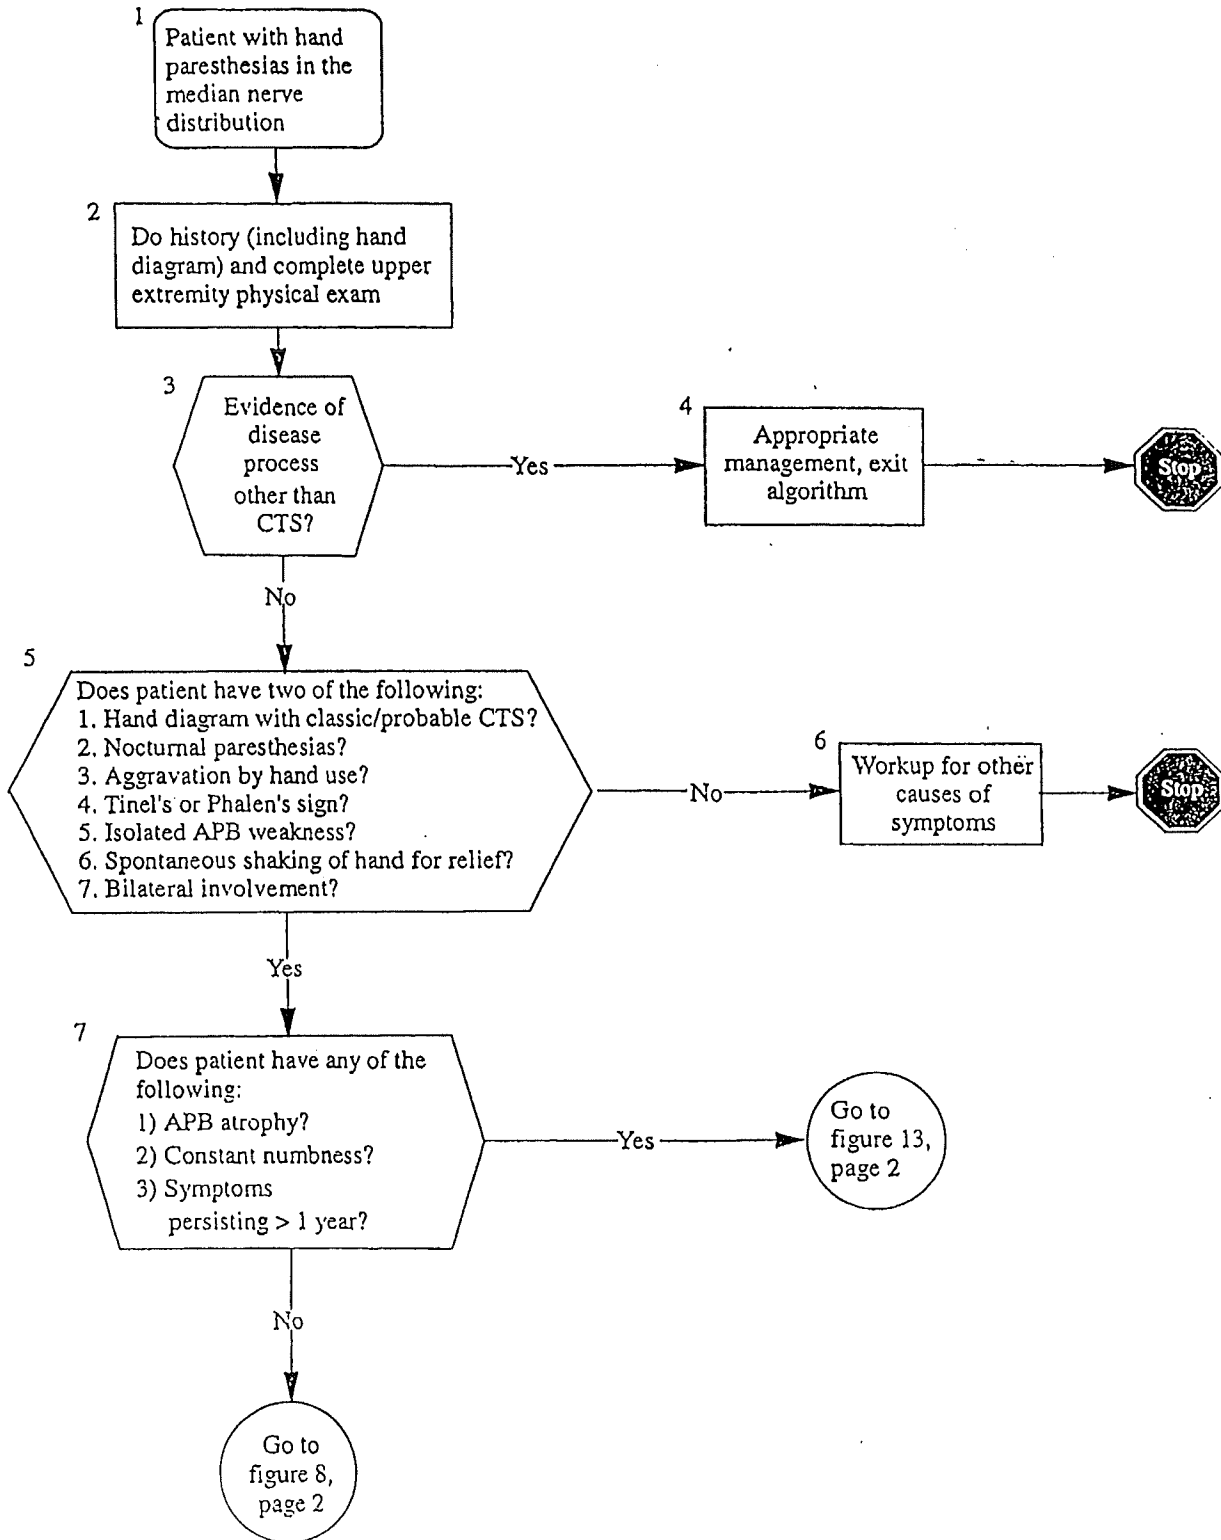 1
Patient with hand
paresthesias in the
median nerve
distribution
2
Do history (including hand
diagram) and complete upper
extremity physical exam
3
Evidence of
disease
process
other than
CTS?
Yes
4
Appropriate
management, exit
algorithm
Stop
No
5
Does patient have two of the following:
1. Hand diagram with classic/probable CTS?
2. Nocturnal paresthesias?
3. Aggravation by hand use?
4. Tinel's or Phalen's sign?
5. Isolated APB weakness?
6. Spontaneous shaking of hand for relief?
7. Bilateral involvement?
No
6
Workup for other
causes of
symptoms
Stop
Yes
7
Does patient have any of the
following:
1) APB atrophy?
2) Constant numbness?
3) Symptoms
persisting > 1 year?
Yes
Go to
figure 13,
page 2
No
Go to
figure 8,
page 2